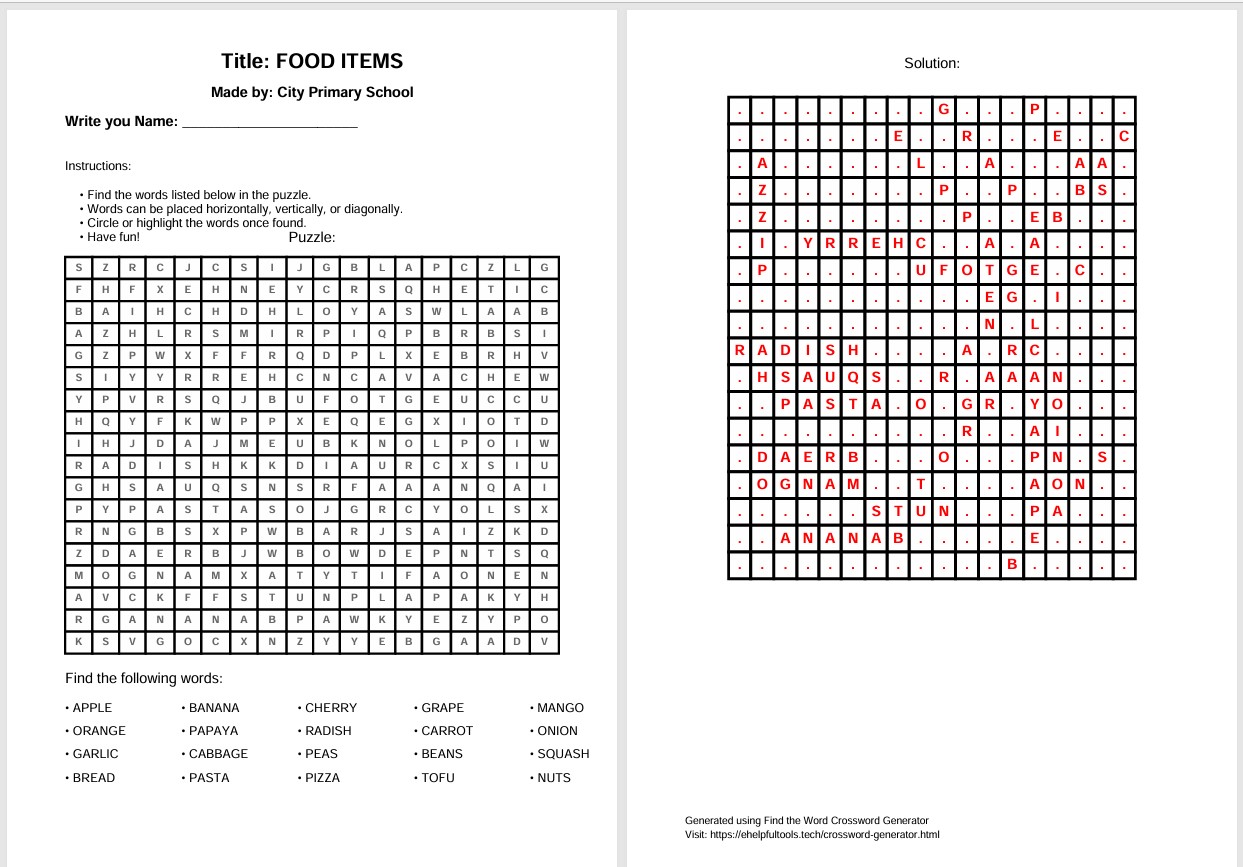 Title: FOOD ITEMS
Made by: City Primary School
Write you Name: ______________________
Instructions:
• Find the words listed below in the puzzle.
• Words can be placed horizontally, vertically, or diagonally.
• Circle or highlight the words once found.
• Have fun!
Puzzle:
S Z R C J C S I J G B L A P C Z L G
F H F X E H N E Y C R S Q H E T I C
B A I H C H D H L O Y A S W L A A B
A Z H L R S M I R P I Q P B R B S I
G Z P W X F F R Q D P L X E B R H V
S I Y Y R R E H C N C A V A C H E W
Y P V R S Q J B U F O T G E U C C U
H Q Y F K W P P X E Q E G X I O T D
I H J D A J M E U B K N O L P O I W
R A D I S H K K D I A U R C X S I U
G H S A U Q S N S R F A A A N Q A I
P Y P A S T A S O J G R C Y O L S X
R N G B S X P W B A R J S A I Z K D
Z D A E R B J W B O W D E P N T S Q
M O G N A M X A T Y T I F A O N E N
A V C K F F S T U N P L A P A K Y H
R G A N A N A B P A W K Y E Z Y P O
K S V G O C X N Z Y Y E B G A A D V
Find the following words:
• APPLE • BANANA • CHERRY • GRAPE • MANGO
• ORANGE • PAPAYA • RADISH • CARROT • ONION
• GARLIC • CABBAGE • PEAS • BEANS • SQUASH
• BREAD • PASTA • PIZZA • TOFU • NUTS
Solution:
. . . . . . . . . G . . . P . . . .
. . . . . . . E . . R . . . E . . C
. A . . . . . . L . . A . . . A A .
. Z . . . . . . . P . . P . . B S .
. Z . . . . . . . . P . . E B . . .
. I . Y R R E H C . . A . A . . . .
. P . . . . . . U F O T G E . C . .
. . . . . . . . . . . E G . I . . .
. . . . . . . . . . . N . L . . . .
R A D I S H . . . . A . R C . . . .
. H S A U Q S . . R . A A A N . . .
. . P A S T A . O . G R . Y O . . .
. . . . . . . . . . R . . A I . . .
. D A E R B . . . O . . . P N . S .
. O G N A M . . T . . . . A O N . .
. . . . . . S T U N . . . P A . . .
. . A N A N A B . . . . . E . . . .
. . . . . . . . . . . . B . . . . .
Generated using Find the Word Crossword Generator
Visit: https://ehelpfultools.tech/crossword-generator.html